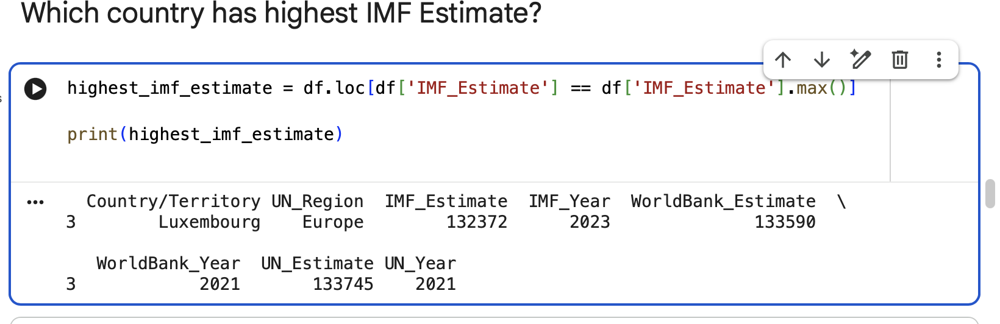 Which country has highest IMF Estimate?
highest_imf_estimate = df.loc[df['IMF_Estimate'] == df['IMF_Estimate'].max()]
print(highest_imf_estimate)
Country/Territory UN_Region IMF_Estimate IMF_Year WorldBank_Estimate \
3 Luxembourg Europe 132372 2023 133590
WorldBank_Year UN_Estimate UN_Year
3 2021 133745 2021